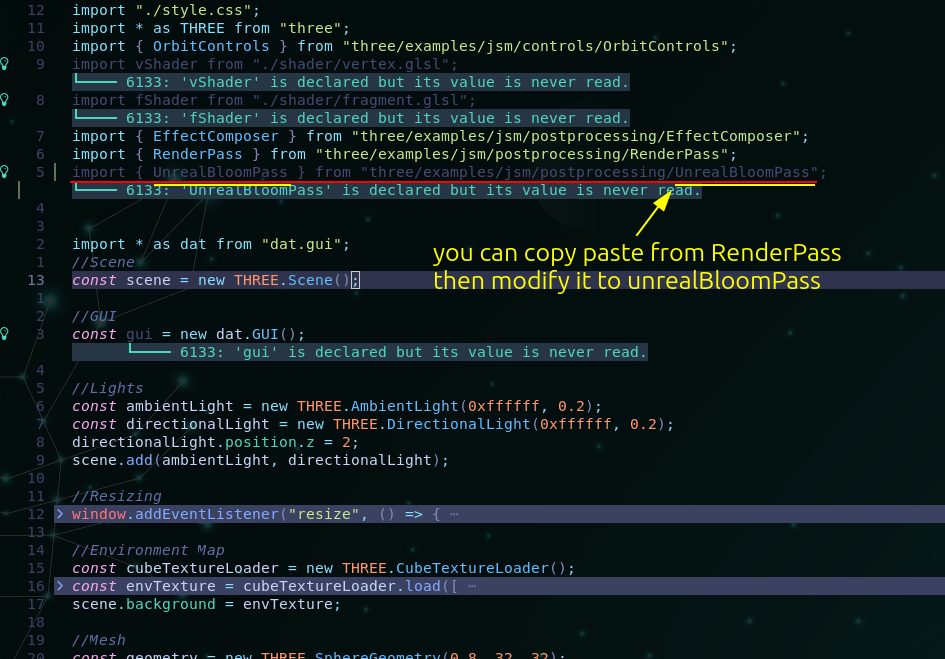 12 import "./style.css";
11 import * as THREE from "three";
10 import { OrbitControls } from "three/examples/jsm/controls/OrbitControls";
9 import vShader from "./shader/vertex.glsl";
6133: 'vShader' is declared but its value is never read.
8 import fShader from "./shader/fragment.glsl";
6133: 'fShader' is declared but its value is never read.
7 import { EffectComposer } from "three/examples/jsm/postprocessing/EffectComposer";
6 import { RenderPass } from "three/examples/jsm/postprocessing/RenderPass";
5 import { UnrealBloomPass } from "three/examples/jsm/postprocessing/UnrealBloomPass";
6133: 'UnrealBloomPass' is declared but its value is never read.
4
3
2 import * as dat from "dat.gui";
you can copy paste from RenderPass
1 //Scene
then modify it to unrealBloomPass
13 const scene = new THREE.Scene();
1
2 //GUI
3 const gui = new dat.GUI();
6133: 'gui' is declared but its value is never read.
4
5 //Lights
6 const ambientLight = new THREE.AmbientLight(0xffffff, 0.2);
7 const directionalLight = new THREE.DirectionalLight(0xffffff, 0.2);
8 directionalLight.position.z = 2;
9 scene.add(ambientLight, directionalLight);
10
11 //Resizing
12 > window.addEventListener("resize", () => { ⋯
13
14 //Environment Map
15 const cubeTextureLoader = new THREE.CubeTextureLoader();
16 > const envTexture = cubeTextureLoader.load([ ⋯
17 scene.background = envTexture;
18
19 //Mesh
20 const geometry = new THREE.SphereGeometry(0.8, 32, 32);